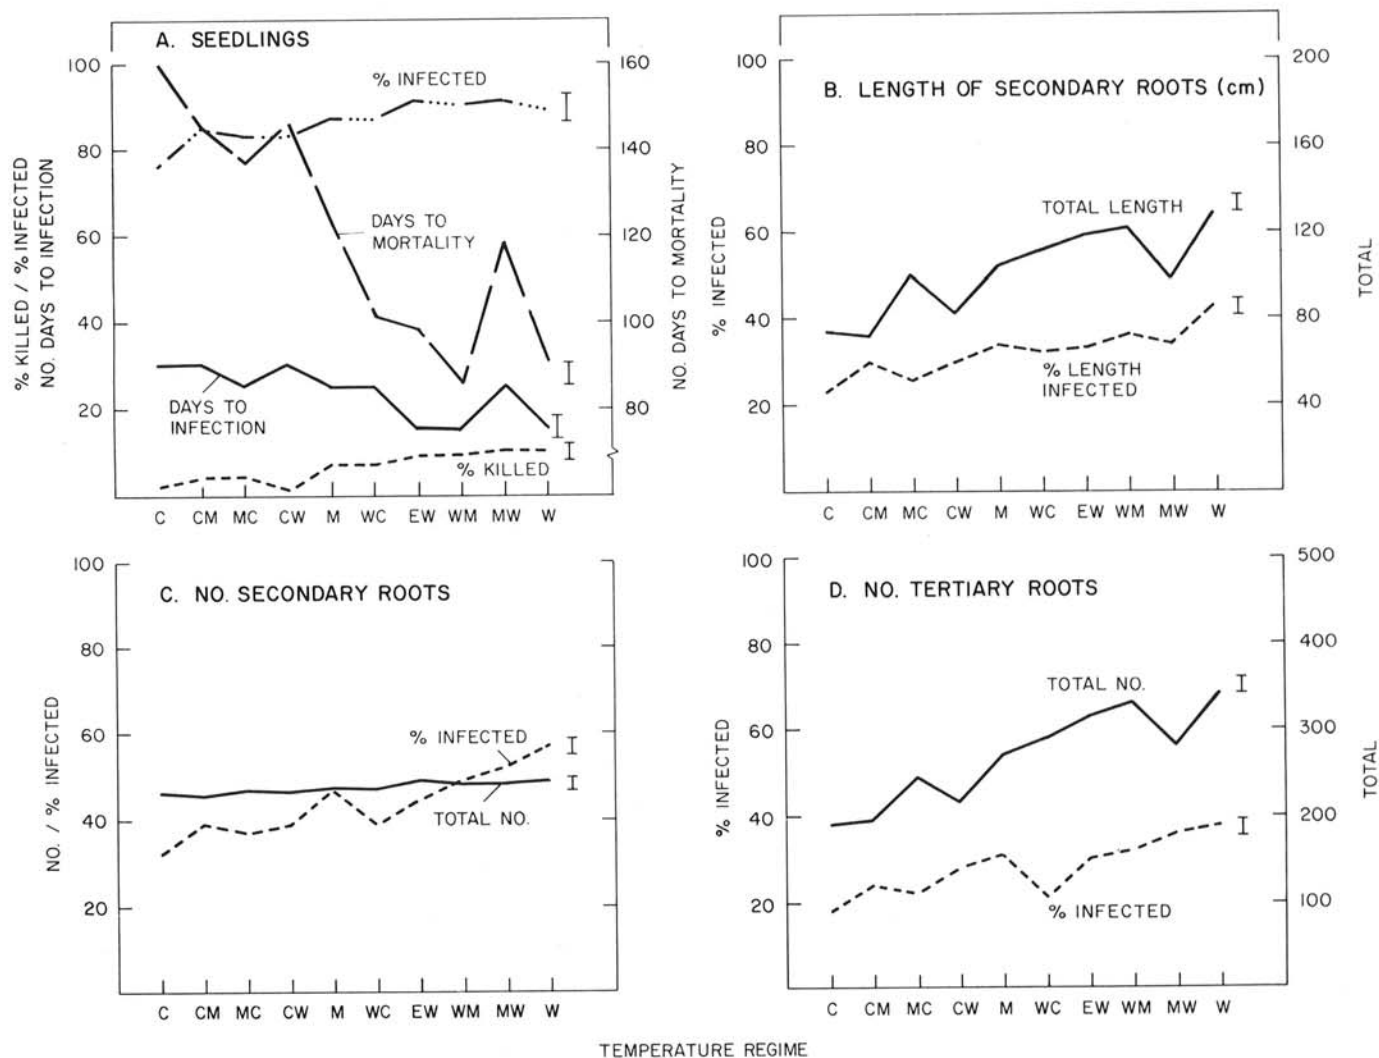 A. SEEDLINGS
100
80
60
40
20
% KILLED / % INFECTED
NO. DAYS TO INFECTION
% INFECTED
DAYS TO
MORTALITY
DAYS TO
INFECTION
% KILLED
160
140
120
100
80
NO. DAYS TO MORTALITY
C CM MC CW M WC EW WM MW W
B. LENGTH OF SECONDARY ROOTS (cm)
100
80
60
40
20
% INFECTED
TOTAL LENGTH
% LENGTH
INFECTED
200
160
120
80
40
TOTAL
C CM MC CW M WC EW WM MW W
C. NO. SECONDARY ROOTS
100
80
60
40
20
NO. / % INFECTED
% INFECTED
TOTAL NO.
C CM MC CW M WC EW WM MW W
D. NO. TERTIARY ROOTS
100
80
60
40
20
% INFECTED
TOTAL NO.
% INFECTED
500
400
300
200
100
TOTAL
C CM MC CW M WC EW WM MW W
TEMPERATURE REGIME